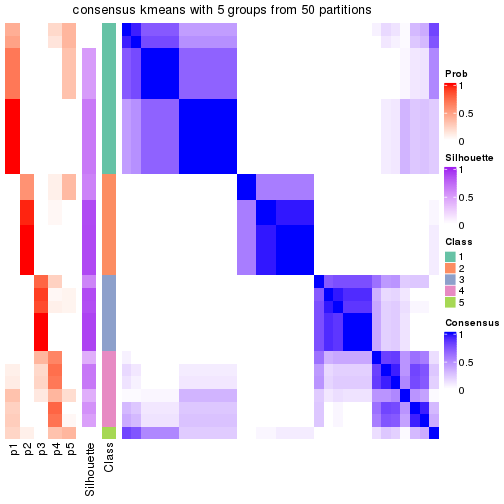 consensus kmeans with 5 groups from 50 partitions
Prob
1
0.5
0
Silhouette
1
0.5
0
Class
1
2
3
4
5
Consensus
1
0.5
0
p1
p2
p3
p4
p5
Silhouette
Class